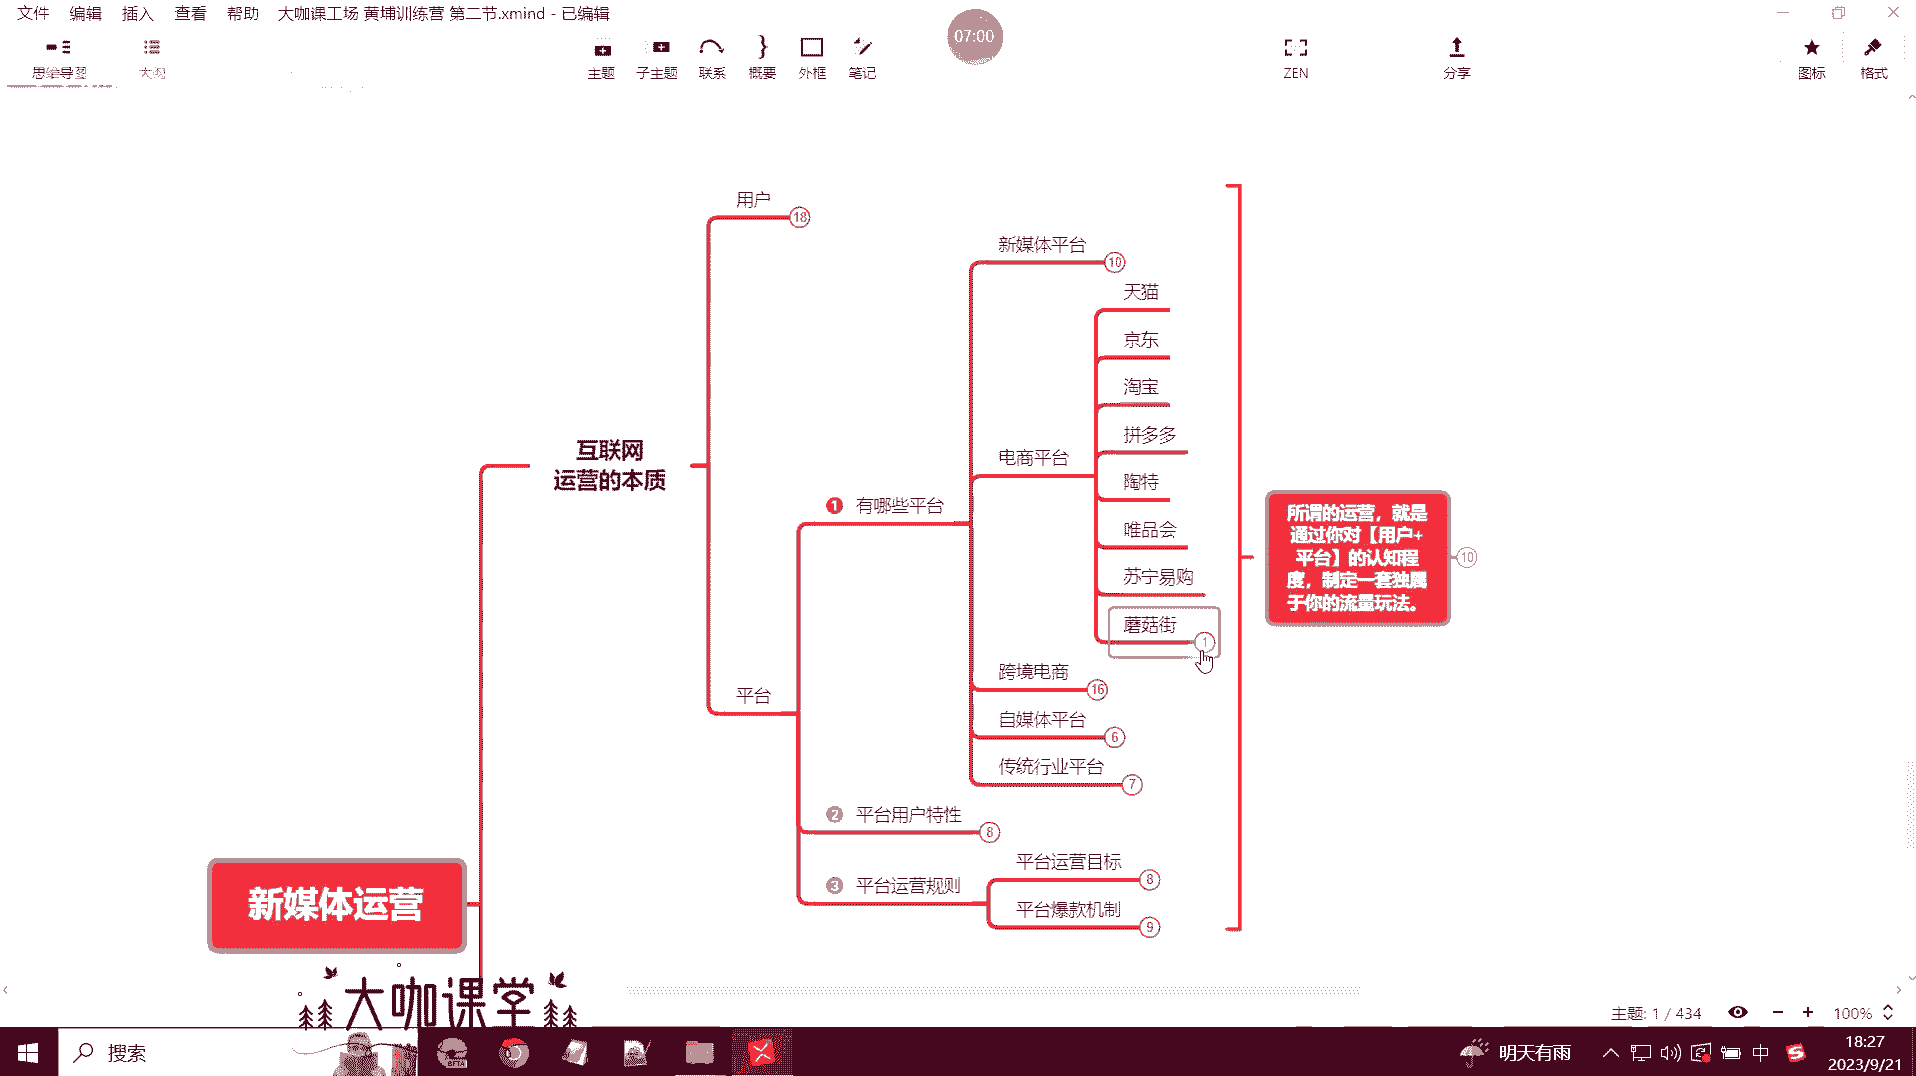 文件 编辑 插入 查看 帮助 大咖课工场 黄埔训练营 第二节.xmind - 已编辑
07:00
思维导图 大纲 主题 子主题 联系 概要 外框 笔记 ZEN 分享 图标 格式
用户 18
新媒体平台 10
天猫
京东
淘宝
拼多多
电商平台
陶特
唯品会
苏宁易购
蘑菇街 1
互联网
运营的本质
1 有哪些平台
所谓的运营，就是
通过你对【用户+
平台】的认知程
度，制定一套独属
于你的流量玩法。
10
跨境电商 16
平台
自媒体平台 6
传统行业平台 7
2 平台用户特性 8
平台运营目标 8
3 平台运营规则
平台爆款机制 9
新媒体运营
大咖课堂
主题: 1 / 434 100%
搜索
BETA
明天有雨
中
S
18:27
2023/9/21